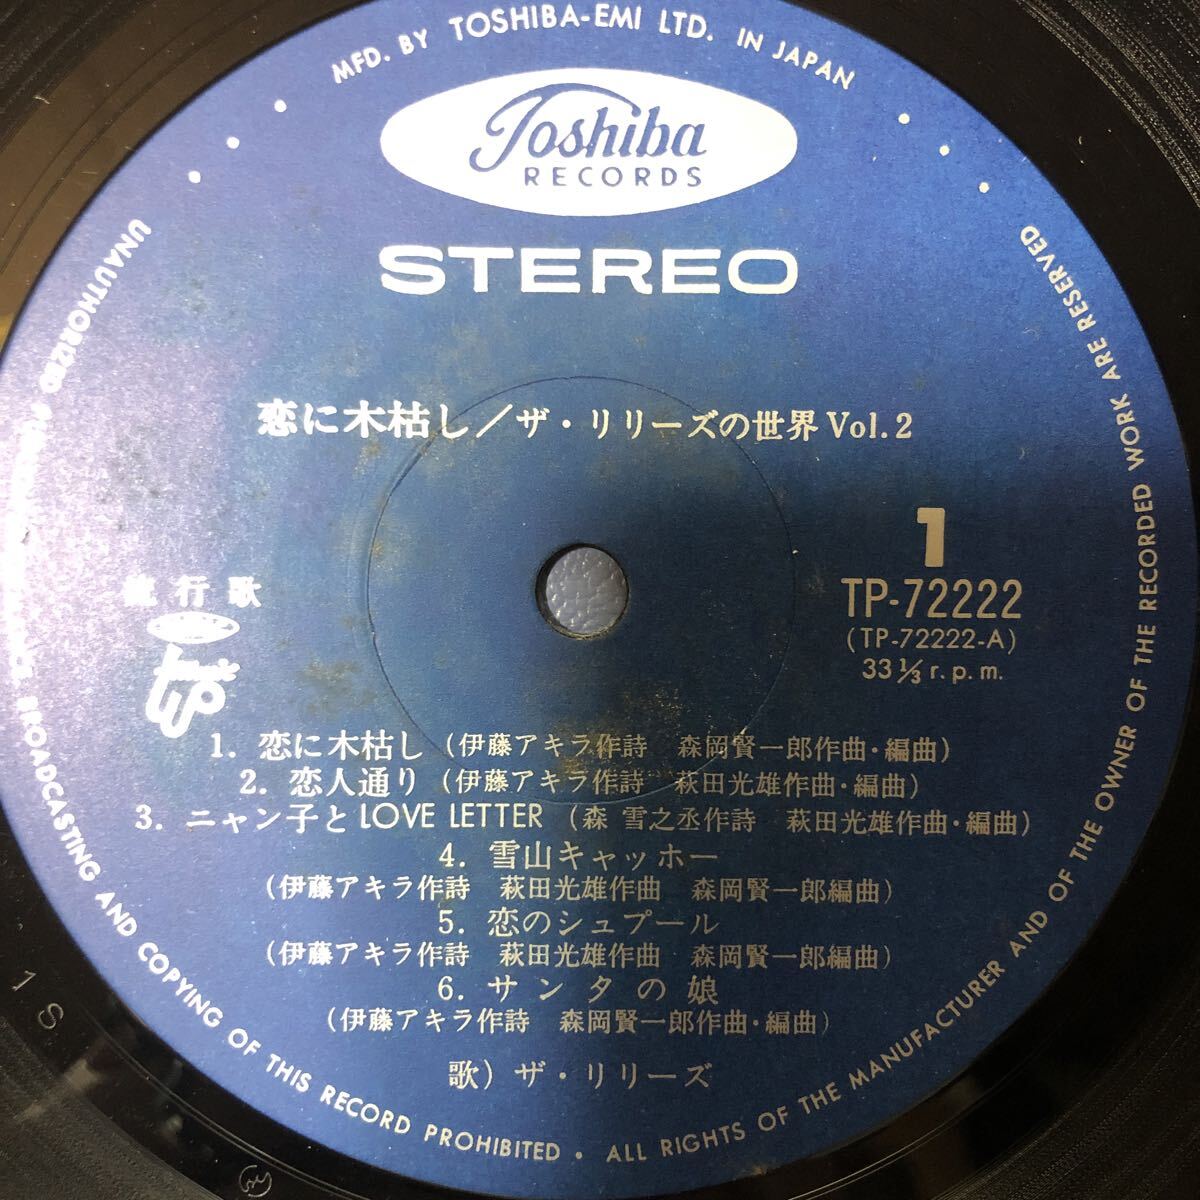 MFD. BY TOSHIBA-EMI LTD. IN JAPAN
Toshiba
RECORDS
STEREO
恋に木枯し/ザ・リリーズの世界 Vol.2
1
TP-72222
(TP-72222-A)
33 1/3 r.p.m.
流行歌
1. 恋に木枯し (伊藤アキラ作詩 森岡賢一郎作曲・編曲)
2. 恋人通り (伊藤アキラ作詩 萩田光雄作曲・編曲)
3. ニャン子とLOVE LETTER (森 雪之丞作詩 萩田光雄作曲・編曲)
4. 雪山キャッホー
(伊藤アキラ作詩 萩田光雄作曲 森岡賢一郎編曲)
5. 恋のシュプール
(伊藤アキラ作詩 萩田光雄作曲 森岡賢一郎編曲)
6. サンタの娘
(伊藤アキラ作詩 森岡賢一郎作曲・編曲)
歌) ザ・リリーズ
UNAUTHORIZED BROADCASTING AND COPYING OF THIS RECORD PROHIBITED • ALL RIGHTS OF THE MANUFACTURER AND OF THE OWNER OF THE RECORDED WORK ARE RESERVED
1S